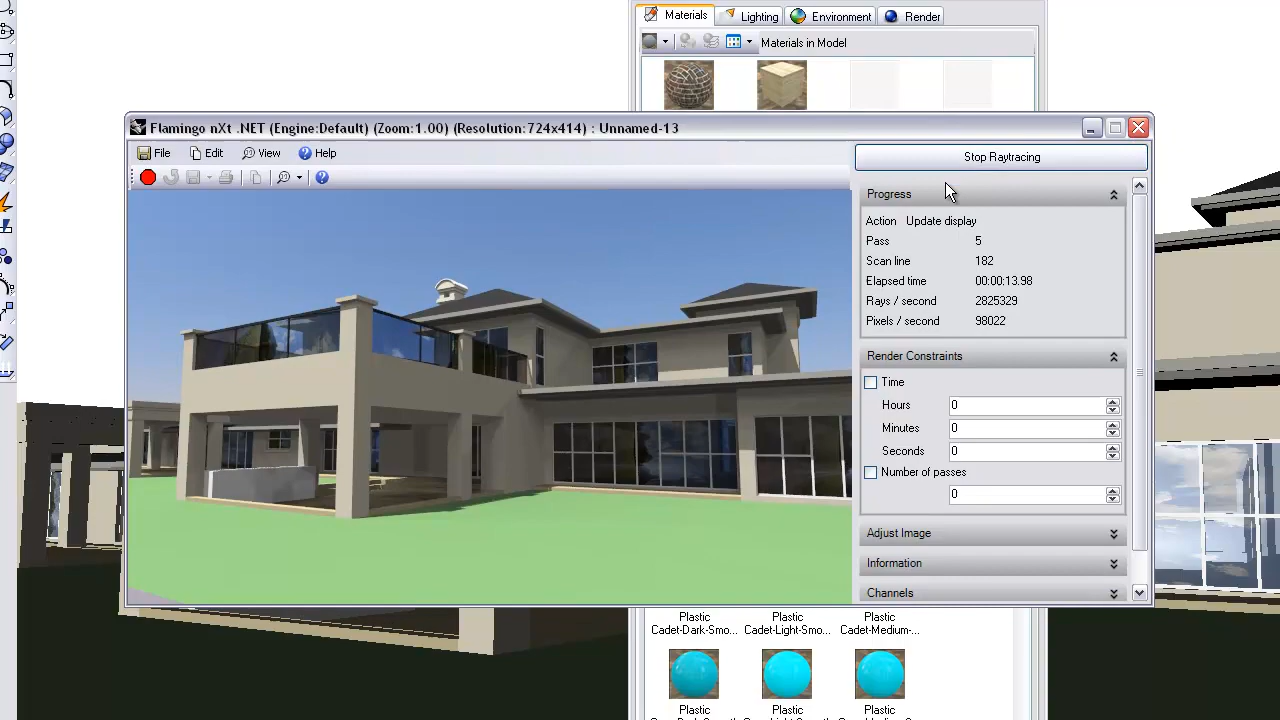 Materials
Lighting
Environment
Render
Materials in Model
Flamingo nXt .NET (Engine:Default) (Zoom:1.00) (Resolution:724x414) : Unnamed-13
File
Edit
View
Help
Stop Raytracing
Progress
Action Update display
Pass 5
Scan line 182
Elapsed time 00:00:13.98
Rays / second 2825329
Pixels / second 98022
Render Constraints
Time
Hours 0
Minutes 0
Seconds 0
Number of passes
0
Adjust Image
Information
Channels
Plastic Plastic Plastic
Cadet-Dark-Smo... Cadet-Light-Smo... Cadet-Medium-...
Plastic Plastic Plastic